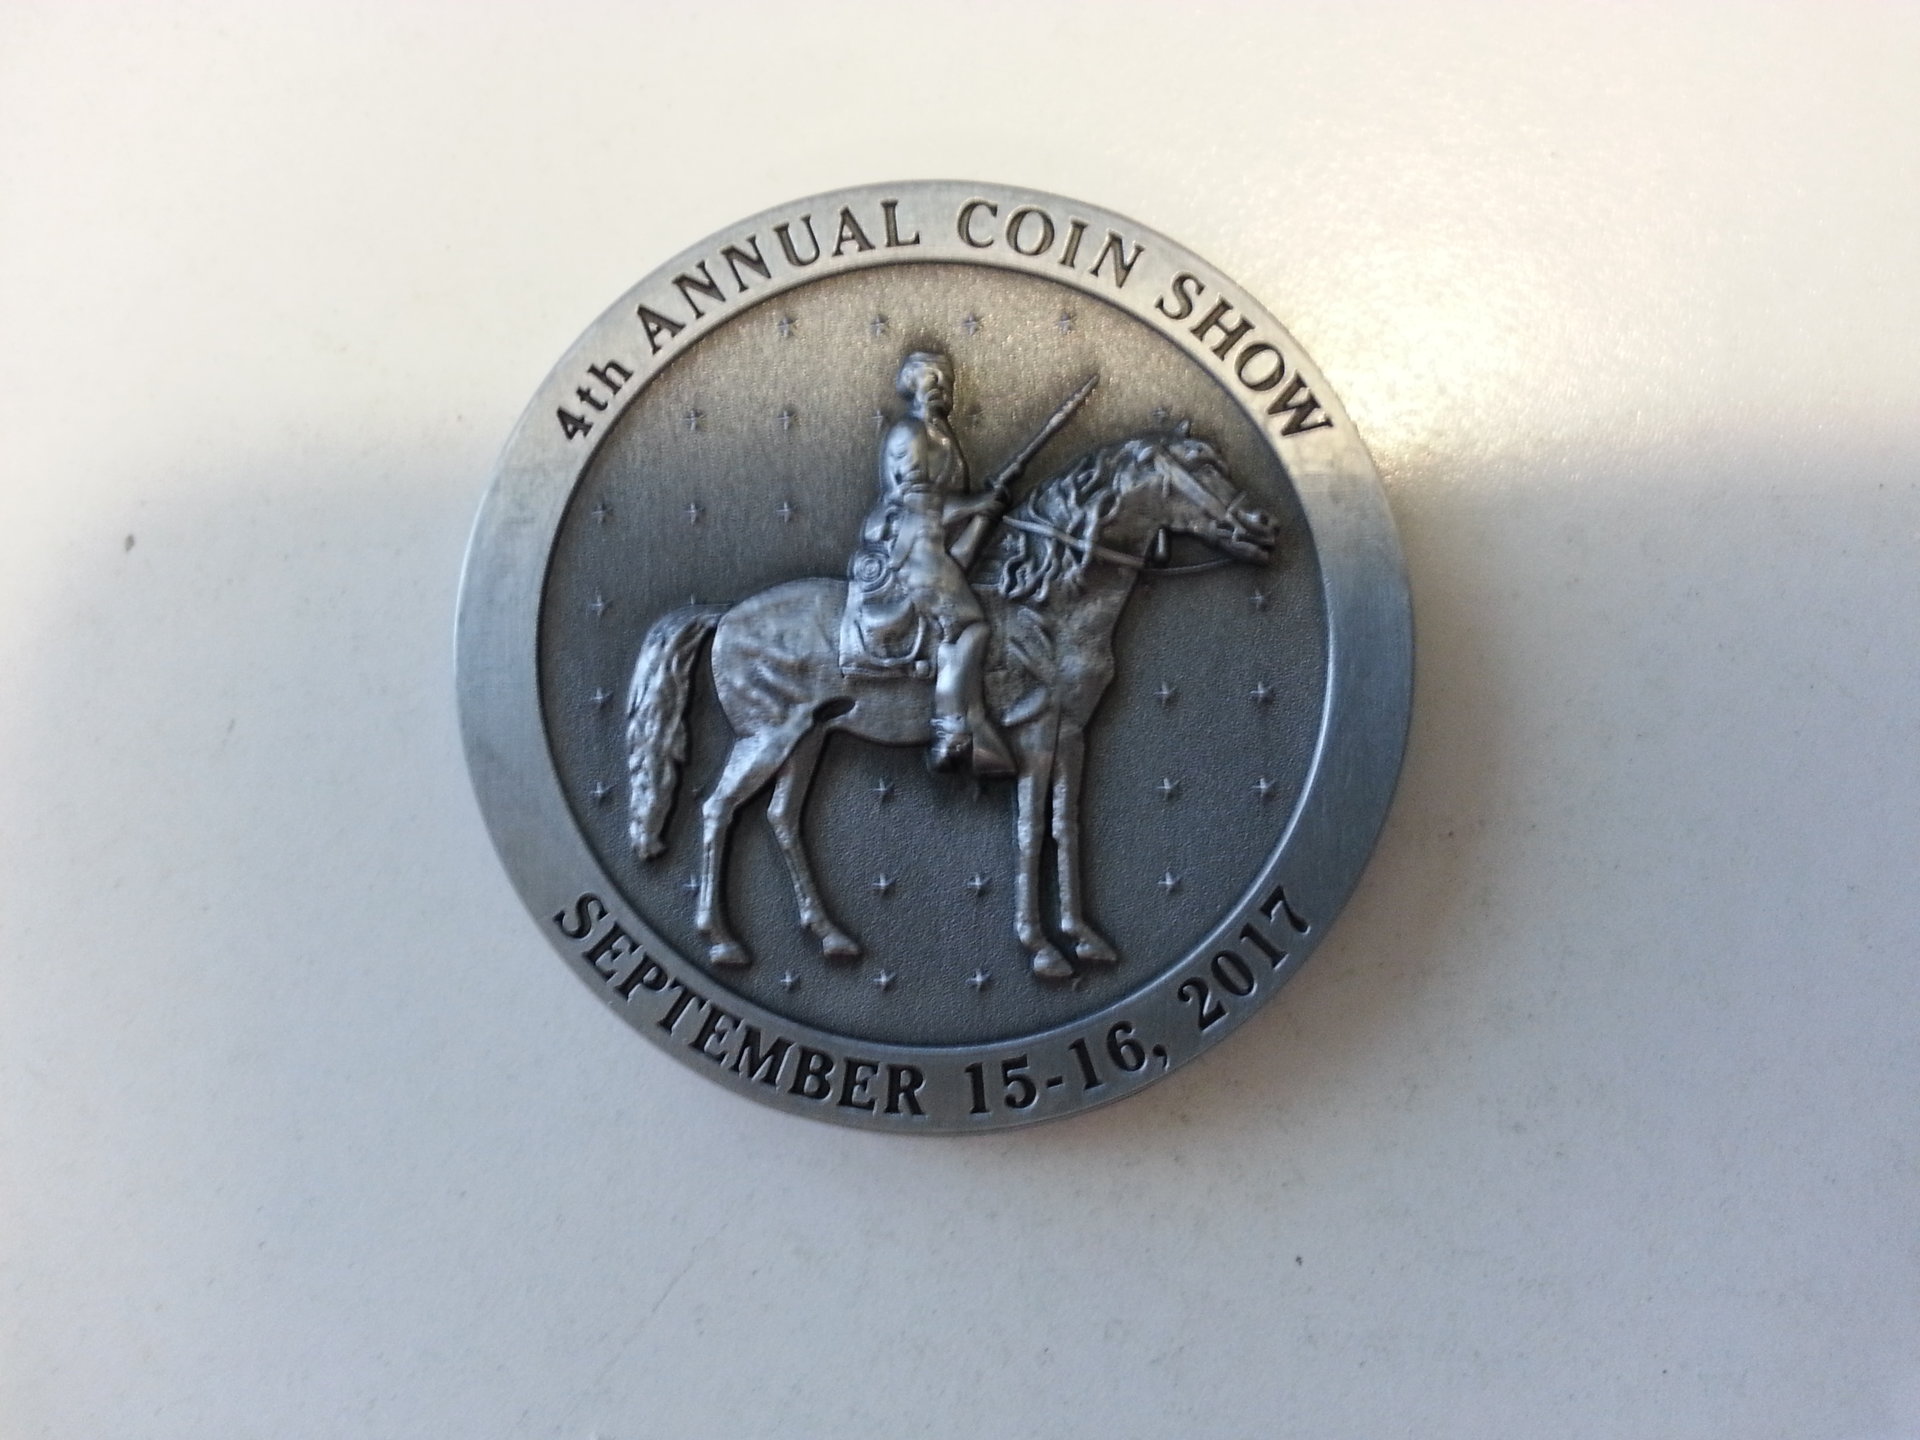 4th ANNUAL COIN SHOW
SEPTEMBER 15-16, 2017